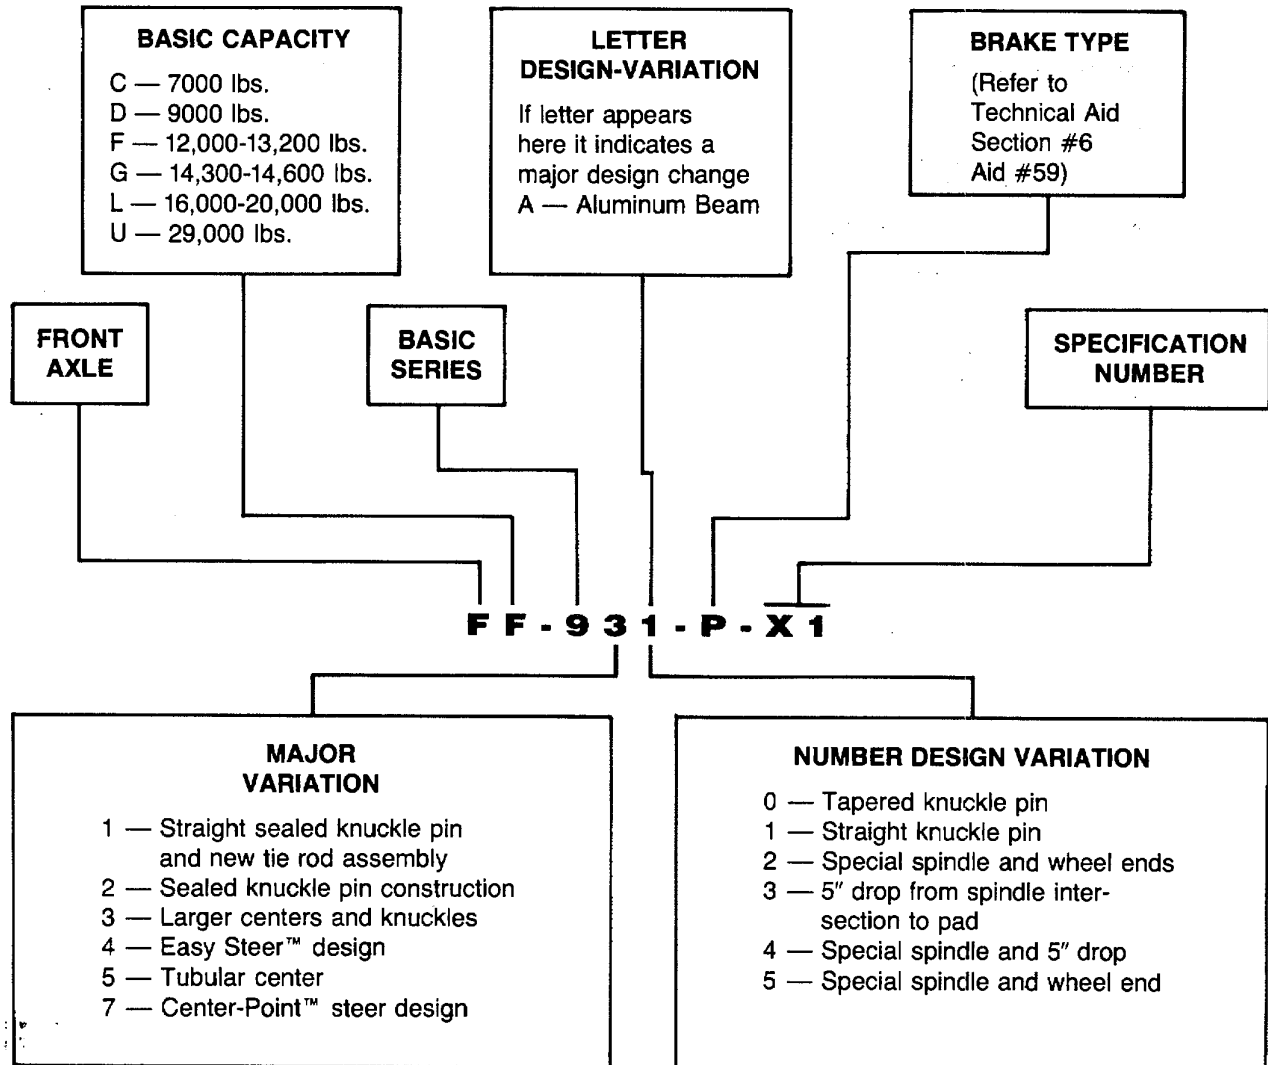 BASIC CAPACITY
C — 7000 lbs.
D — 9000 lbs.
F — 12,000-13,200 lbs.
G — 14,300-14,600 lbs.
L — 16,000-20,000 lbs.
U — 29,000 lbs.
LETTER
DESIGN-VARIATION
If letter appears
here it indicates a
major design change
A — Aluminum Beam
BRAKE TYPE
(Refer to
Technical Aid
Section #6
Aid #59)
FRONT
AXLE
BASIC
SERIES
SPECIFICATION
NUMBER
FF-931-P-X1
MAJOR
VARIATION
1 — Straight sealed knuckle pin
and new tie rod assembly
2 — Sealed knuckle pin construction
3 — Larger centers and knuckles
4 — Easy Steer™ design
5 — Tubular center
7 — Center-Point™ steer design
NUMBER DESIGN VARIATION
0 — Tapered knuckle pin
1 — Straight knuckle pin
2 — Special spindle and wheel ends
3 — 5″ drop from spindle inter-
section to pad
4 — Special spindle and 5″ drop
5 — Special spindle and wheel end